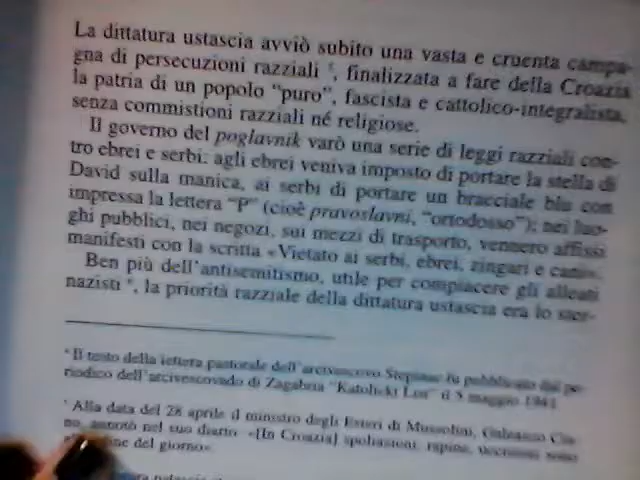 La dittatura ustascia avviò subito una vasta e cruenta campa-
gna di persecuzioni razziali , finalizzata a fare della Croazia
la patria di un popolo "puro", fascista e cattolico-integralista,
senza commistioni razziali né religiose.
Il governo del poglavnik varò una serie di leggi razziali con-
tro ebrei e serbi: agli ebrei veniva imposto di portare la stella di
David sulla manica, ai serbi di portare un bracciale blu con
impressa la lettera "P" (cioè pravoslavni, "ortodosso"); nei luo-
ghi pubblici, nei negozi, sui mezzi di trasporto, vennero affissi
manifesti con la scritta «Vietato ai serbi, ebrei, zingari e cani».
Ben più dell'antisemitismo, utile per compiacere gli alleati
nazisti , la priorità razziale della dittatura ustascia era lo ster-
Il testo della lettera pastorale dell'arcivescovo Stepinac fu pubblicato dal pe-
riodico dell'arcivescovado di Zagabria "Katolicki List" il 5 maggio 1941.
Alla data del 28 aprile il ministro degli Esteri di Mussolini, Galeazzo Cia-
no, annotò nel suo diario: «[In Croazia] spoliazioni, rapine, uccisioni sono
del giorno».